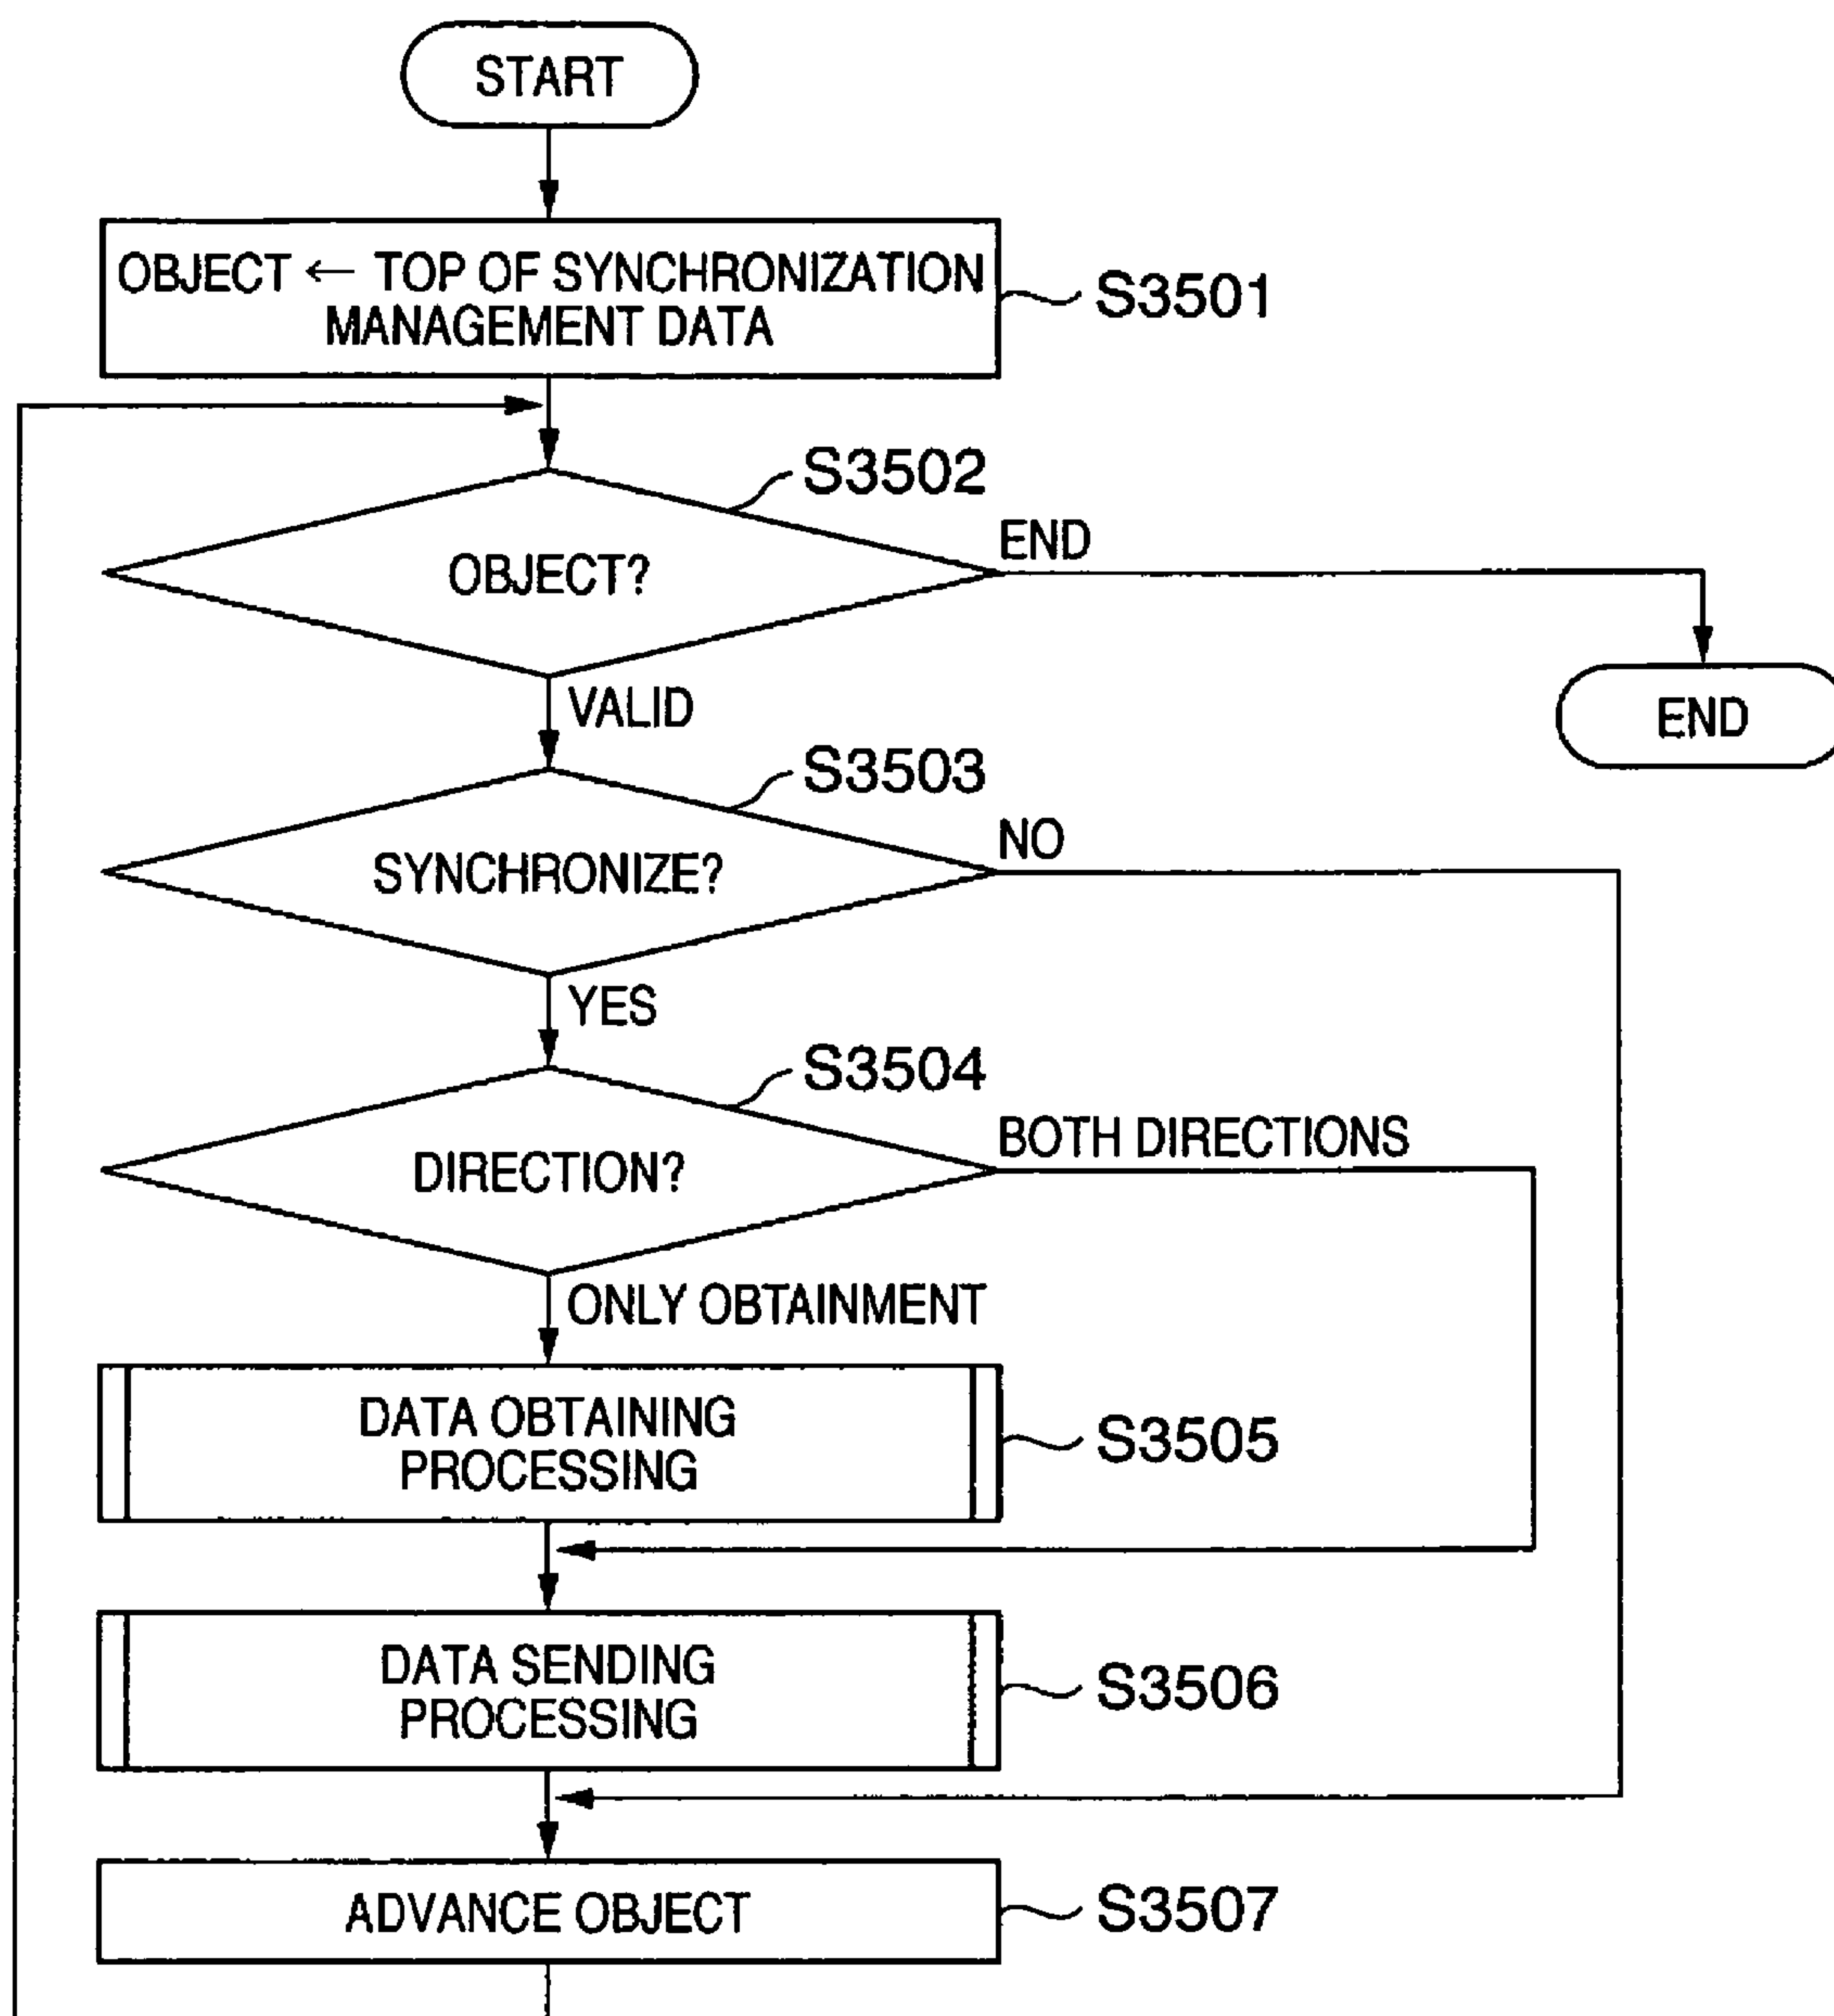 START
OBJECT ← TOP OF SYNCHRONIZATION
MANAGEMENT DATA
S3501
S3502
OBJECT?
END
END
VALID
S3503
SYNCHRONIZE?
NO
YES
S3504
DIRECTION?
BOTH DIRECTIONS
ONLY OBTAINMENT
DATA OBTAINING
PROCESSING
S3505
DATA SENDING
PROCESSING
S3506
ADVANCE OBJECT
S3507